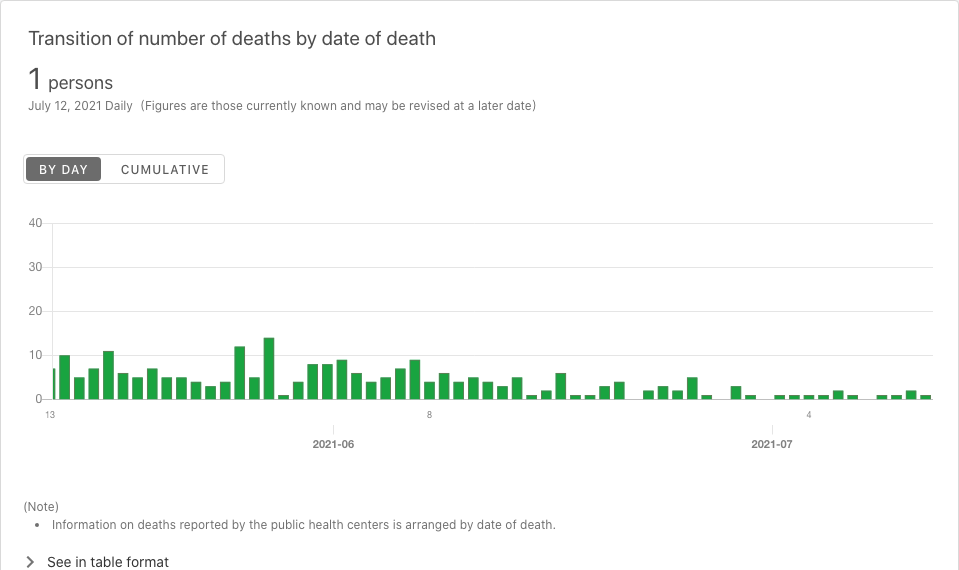 Transition of number of deaths by date of death
1 persons
July 12, 2021 Daily (Figures are those currently known and may be revised at a later date)
BY DAY CUMULATIVE
40
30
20
10
0
13 8 4
2021-06 2021-07
(Note)
• Information on deaths reported by the public health centers is arranged by date of death.
See in table format